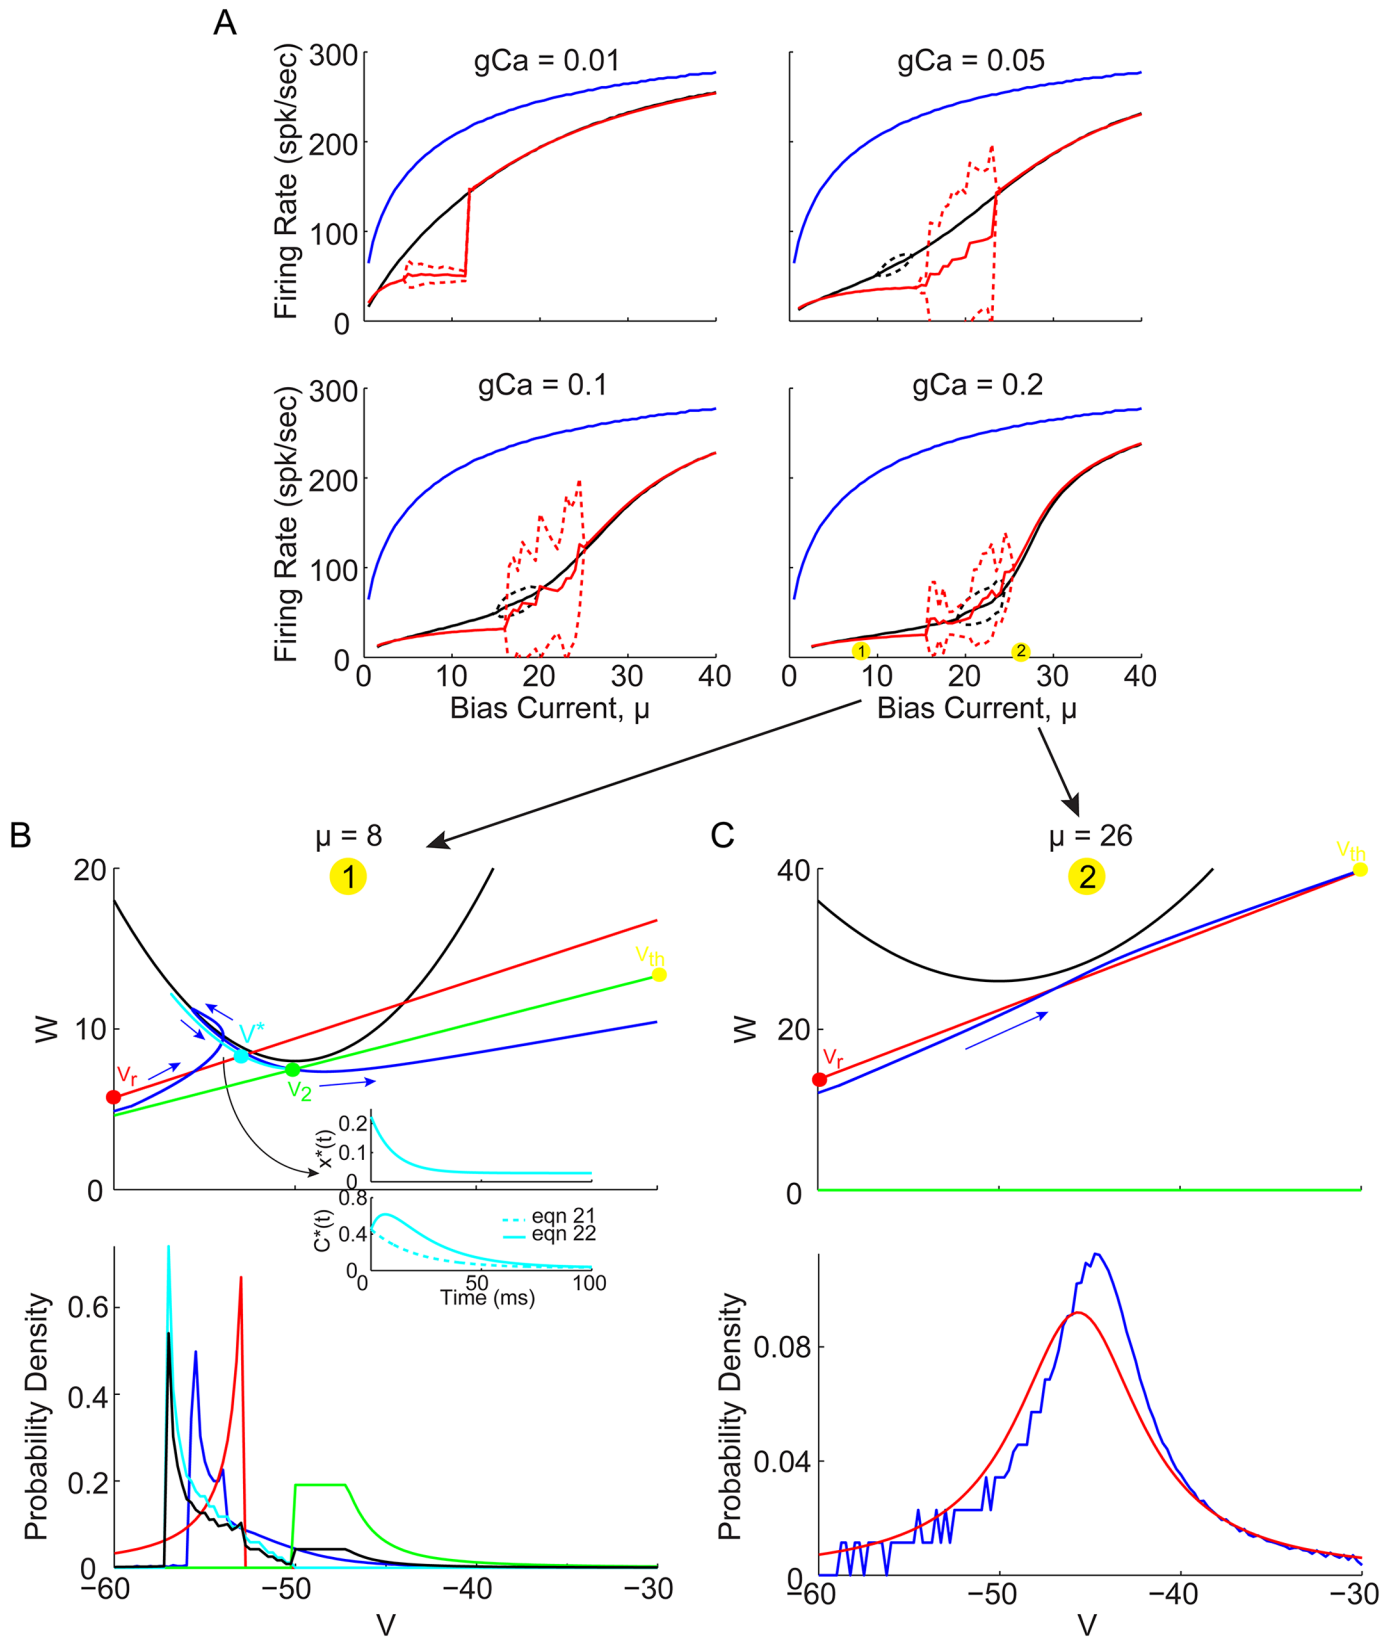 A
gCa = 0.01
gCa = 0.05
Firing Rate (spk/sec)
300
200
100
0
gCa = 0.1
gCa = 0.2
Firing Rate (spk/sec)
300
200
100
0
1
2
0 10 20 30 40
0 10 20 30 40
Bias Current, μ
Bias Current, μ
B
μ = 8
1
C
μ = 26
2
20
10
0
W
Vr
V*
V2
Vth
x*(t)
0.2
0.1
0
C*(t)
0.8
0.4
0
eqn 21
eqn 22
0 50 100
Time (ms)
40
20
0
W
Vr
Vth
Probability Density
0.6
0.4
0.2
0
−60 −50 −40 −30
V
Probability Density
0.08
0.04
0
−60 −50 −40 −30
V